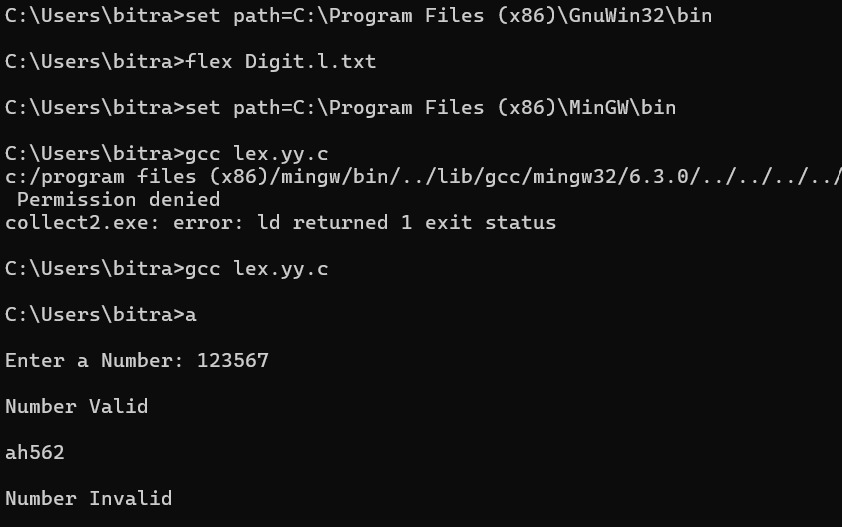 C:\Users\bitra>set path=C:\Program Files (x86)\GnuWin32\bin
C:\Users\bitra>flex Digit.l.txt
C:\Users\bitra>set path=C:\Program Files (x86)\MinGW\bin
C:\Users\bitra>gcc lex.yy.c
c:/program files (x86)/mingw/bin/../lib/gcc/mingw32/6.3.0/../../../../
Permission denied
collect2.exe: error: ld returned 1 exit status
C:\Users\bitra>gcc lex.yy.c
C:\Users\bitra>a
Enter a Number: 123567
Number Valid
ah562
Number Invalid